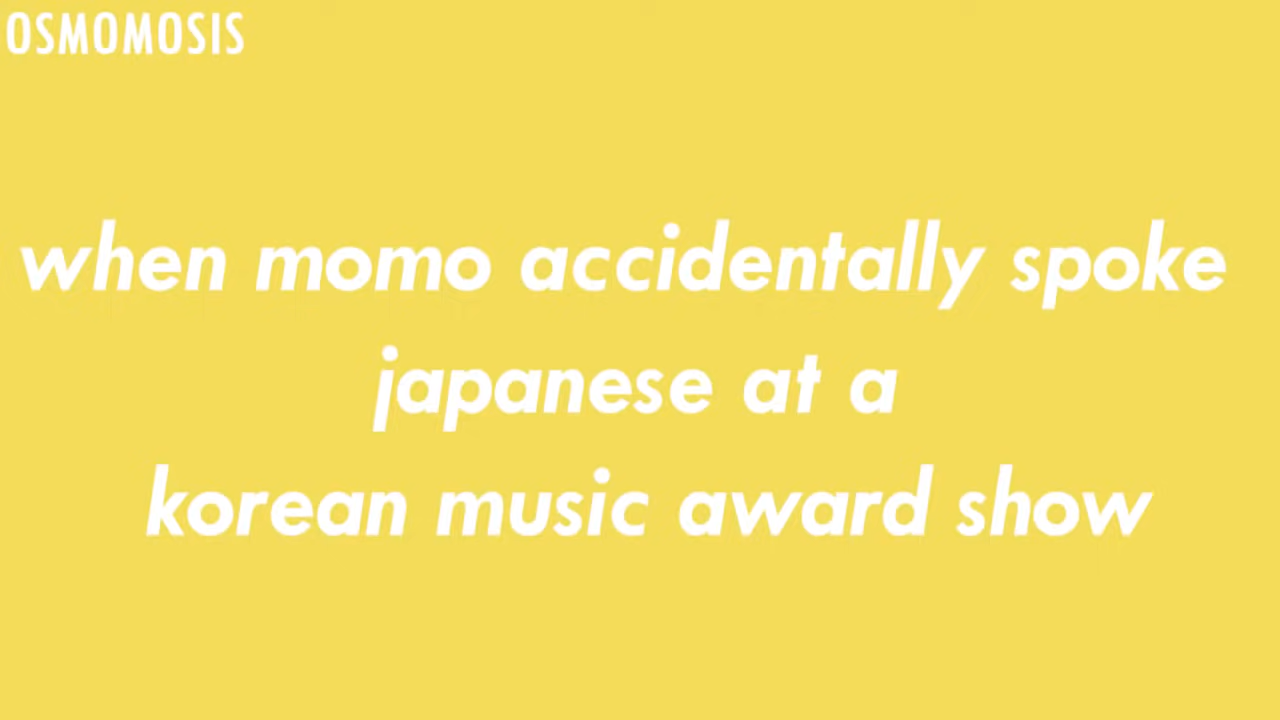 OSMOMOSIS
when momo accidentally spoke
japanese at a
korean music award show